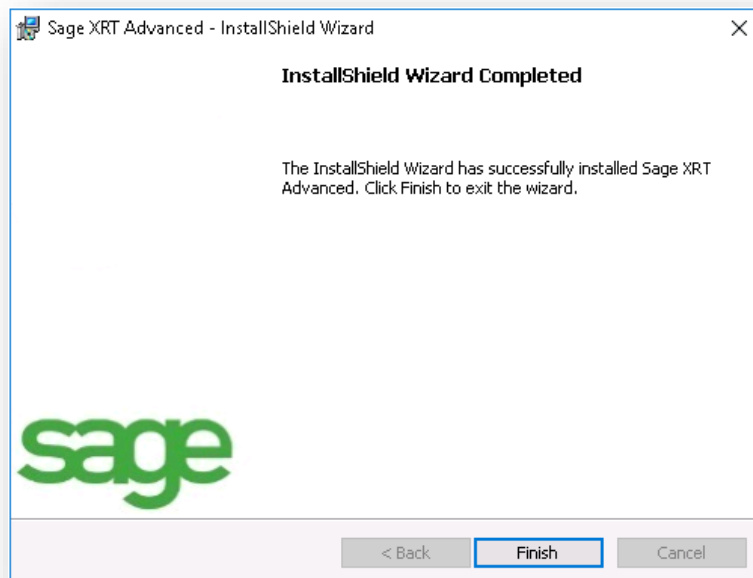 Sage XRT Advanced - InstallShield Wizard
InstallShield Wizard Completed
The InstallShield Wizard has successfully installed Sage XRT
Advanced. Click Finish to exit the wizard.
sage
< Back Finish Cancel